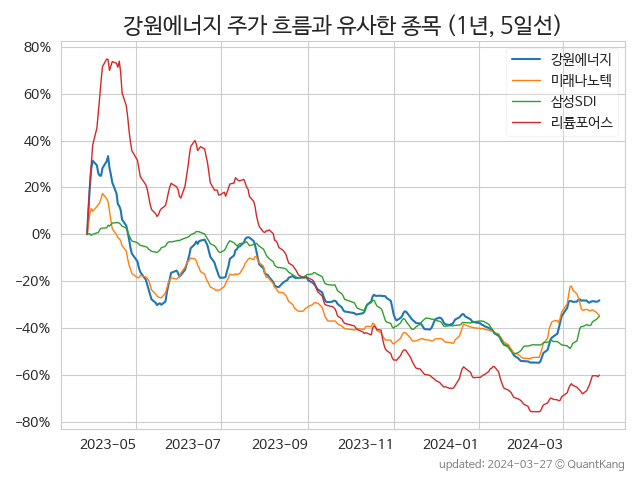 강원에너지 주가 흐름과 유사한 종목 (1년, 5일선)
강원에너지
미래나노텍
삼성SDI
리튬포어스
80%
60%
40%
20%
0%
−20%
−40%
−60%
−80%
2023-05 2023-07 2023-09 2023-11 2024-01 2024-03
updated: 2024-03-27 © QuantKang